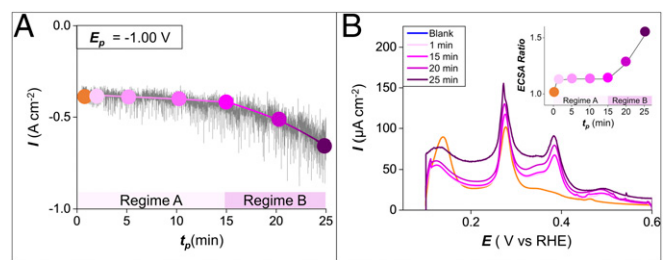 A
E_p = -1.00 V
0.0
-0.5
-1.0
I (A cm⁻²)
Regime A
Regime B
0
5
10
15
20
25
t_p(min)
B
Blank
1 min
15 min
20 min
25 min
200
150
100
50
0
I (μA cm⁻²)
0.2
0.4
0.6
E ( V vs RHE)
ECSA Ratio
1.5
1.0
Regime A
Regime B
0 5 10 15 20 25
t_p (min)